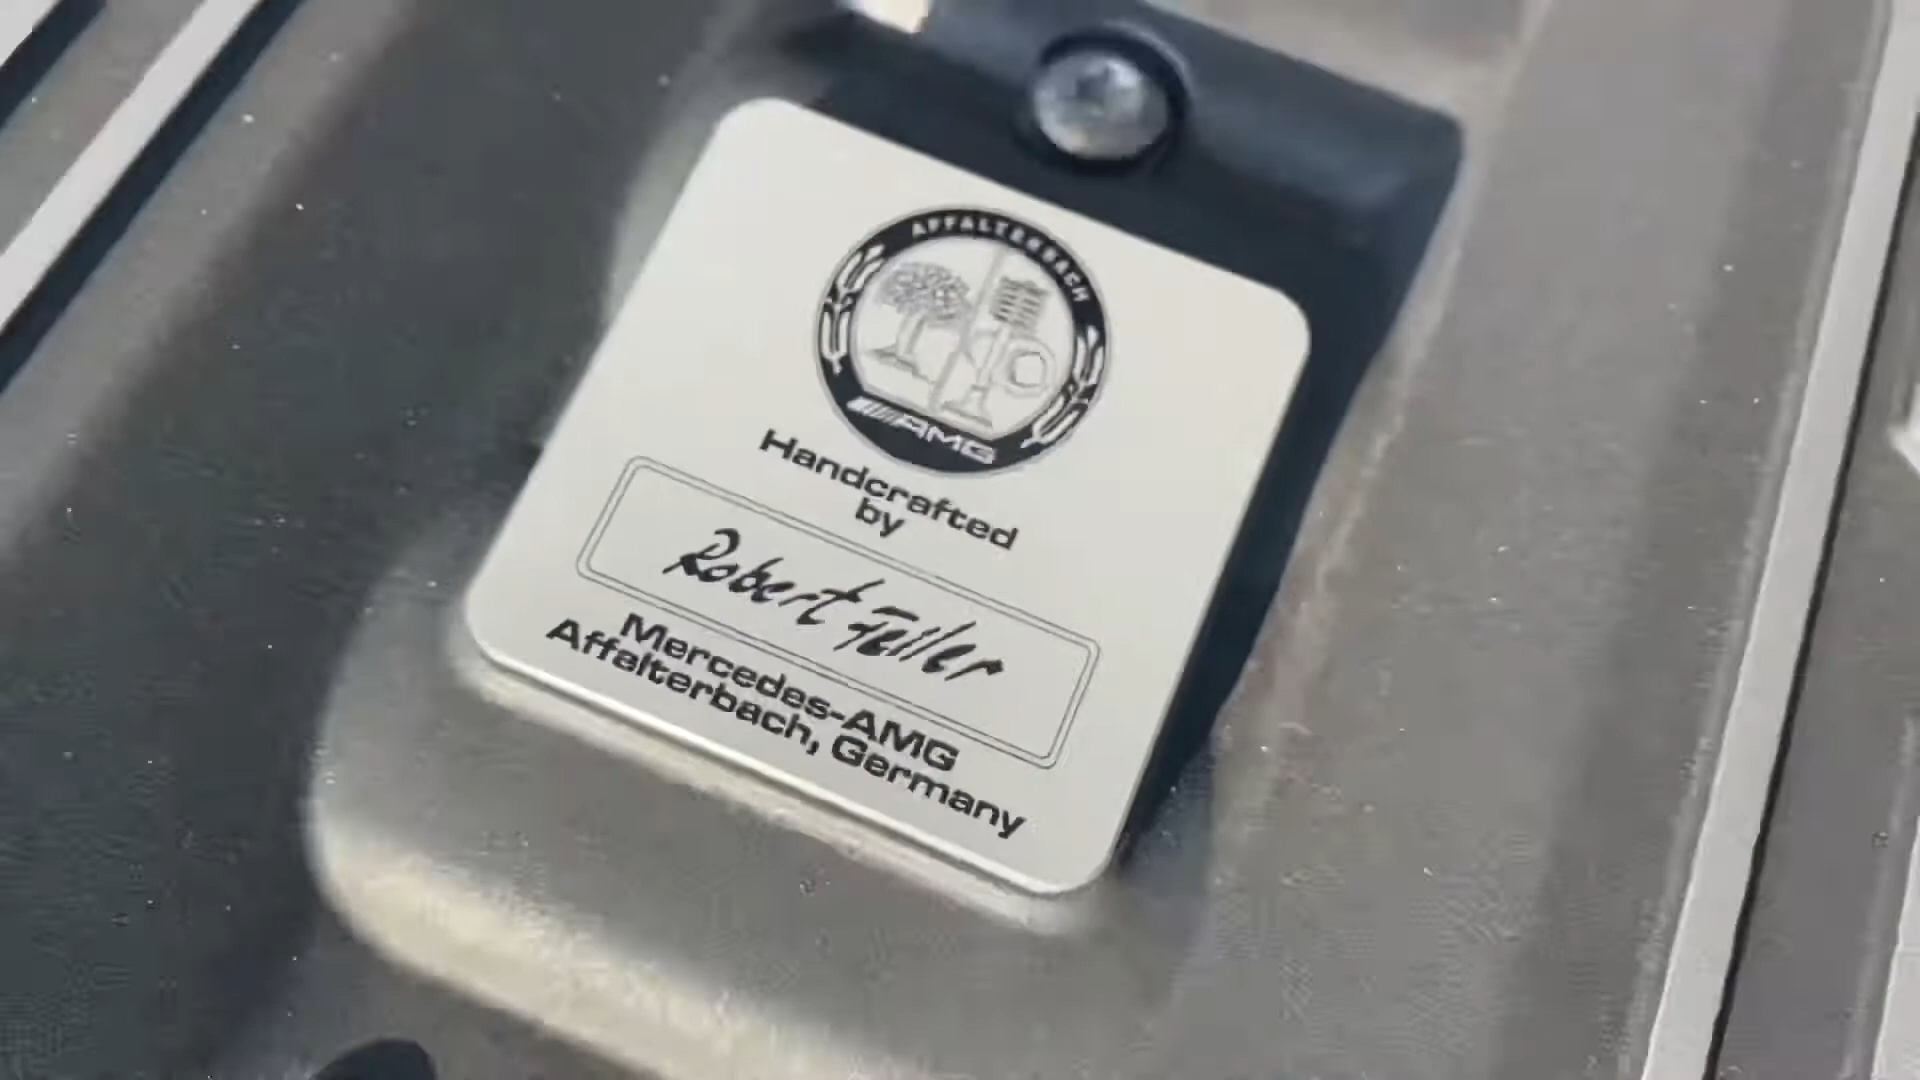 AFFALTERBACH
AMG
Handcrafted
by
Robert Feller
Mercedes-AMG
Affalterbach, Germany